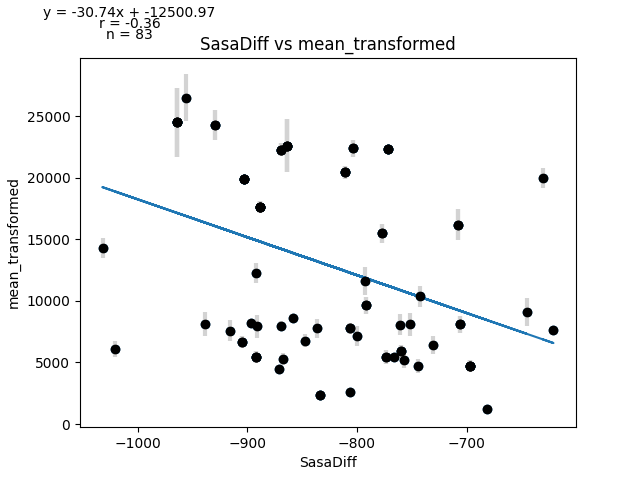 y = -30.74x + -12500.97
r = -0.36
n = 83
SasaDiff vs mean_transformed
25000
20000
15000
10000
5000
0
mean_transformed
−1000
−900
−800
−700
SasaDiff